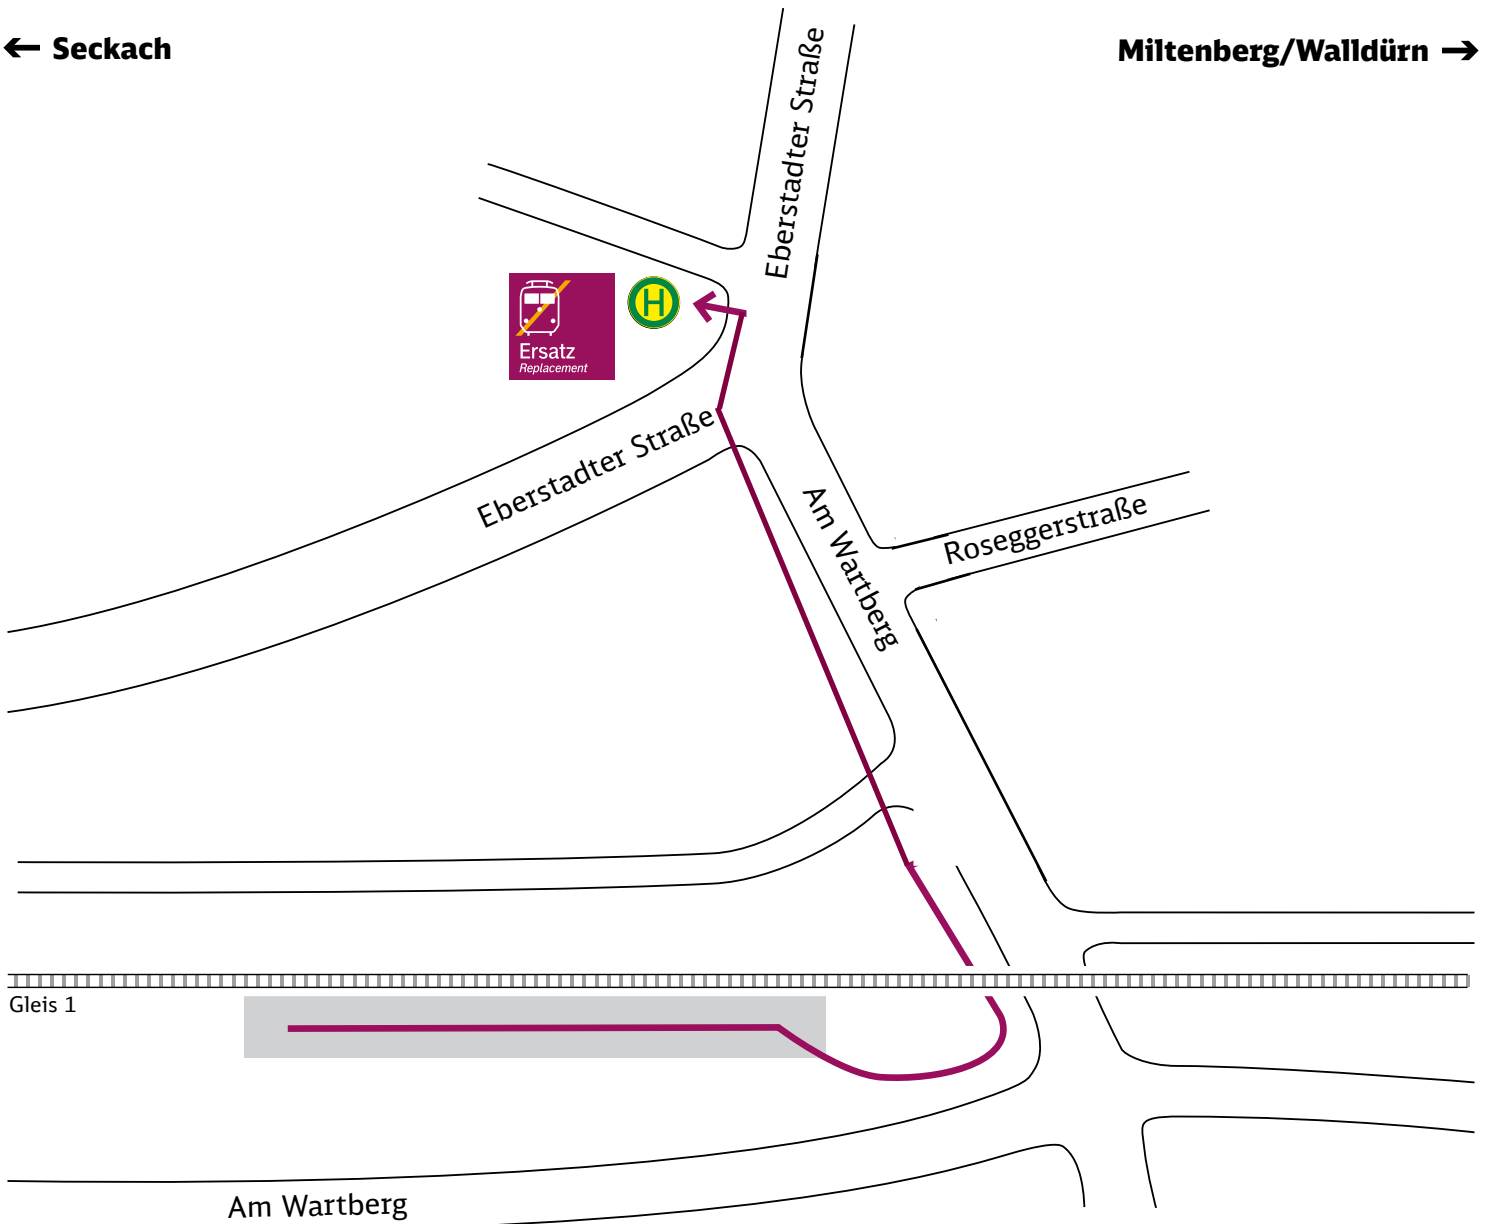 ← Seckach
Miltenberg/Walldürn →
Eberstadter Straße
H
Ersatz
Replacement
Eberstadter Straße
Am Wartberg
Roseggerstraße
Gleis 1
Am Wartberg